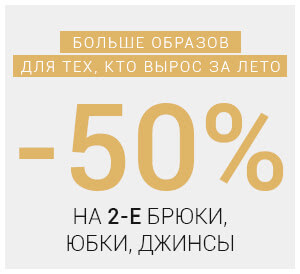 БОЛЬШЕ ОБРАЗОВ
ДЛЯ ТЕХ, КТО ВЫРОС ЗА ЛЕТО
-50%
НА 2-Е БРЮКИ,
ЮБКИ, ДЖИНСЫ